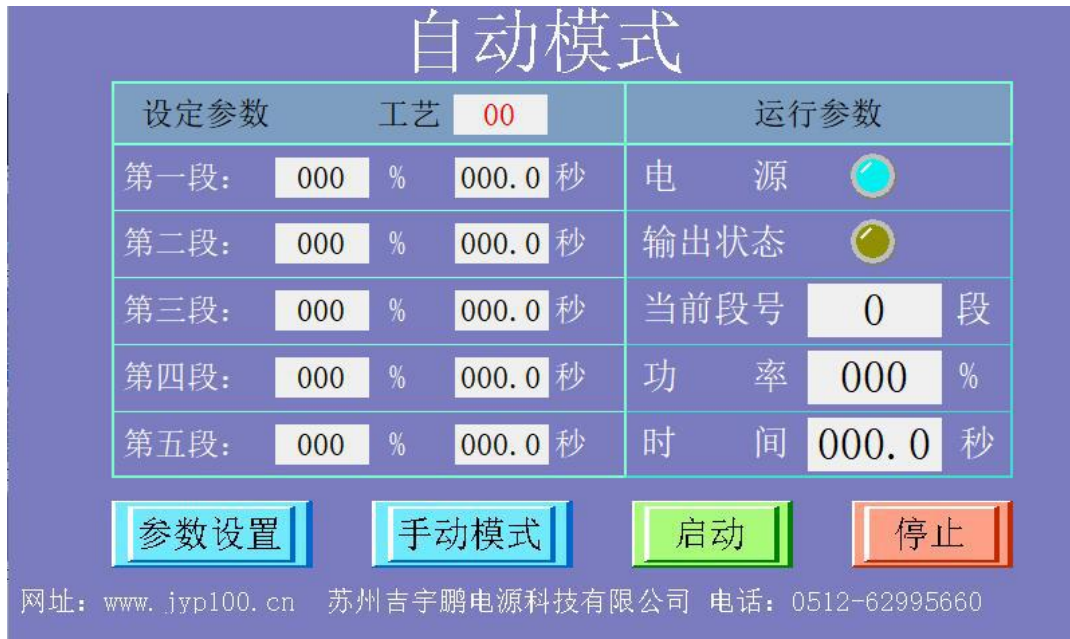 自动模式
设定参数 工艺 00 运行参数
第一段： 000 % 000.0 秒 电 源
第二段： 000 % 000.0 秒 输出状态
第三段： 000 % 000.0 秒 当前段号 0 段
第四段： 000 % 000.0 秒 功 率 000 %
第五段： 000 % 000.0 秒 时 间 000.0 秒
参数设置 手动模式 启动 停止
网址：www.jyp100.cn 苏州吉宇鹏电源科技有限公司 电话：0512-62995660